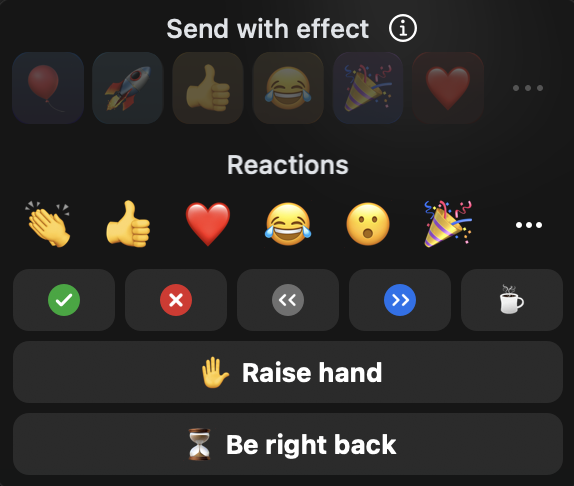 Send with effect
Reactions
Raise hand
Be right back